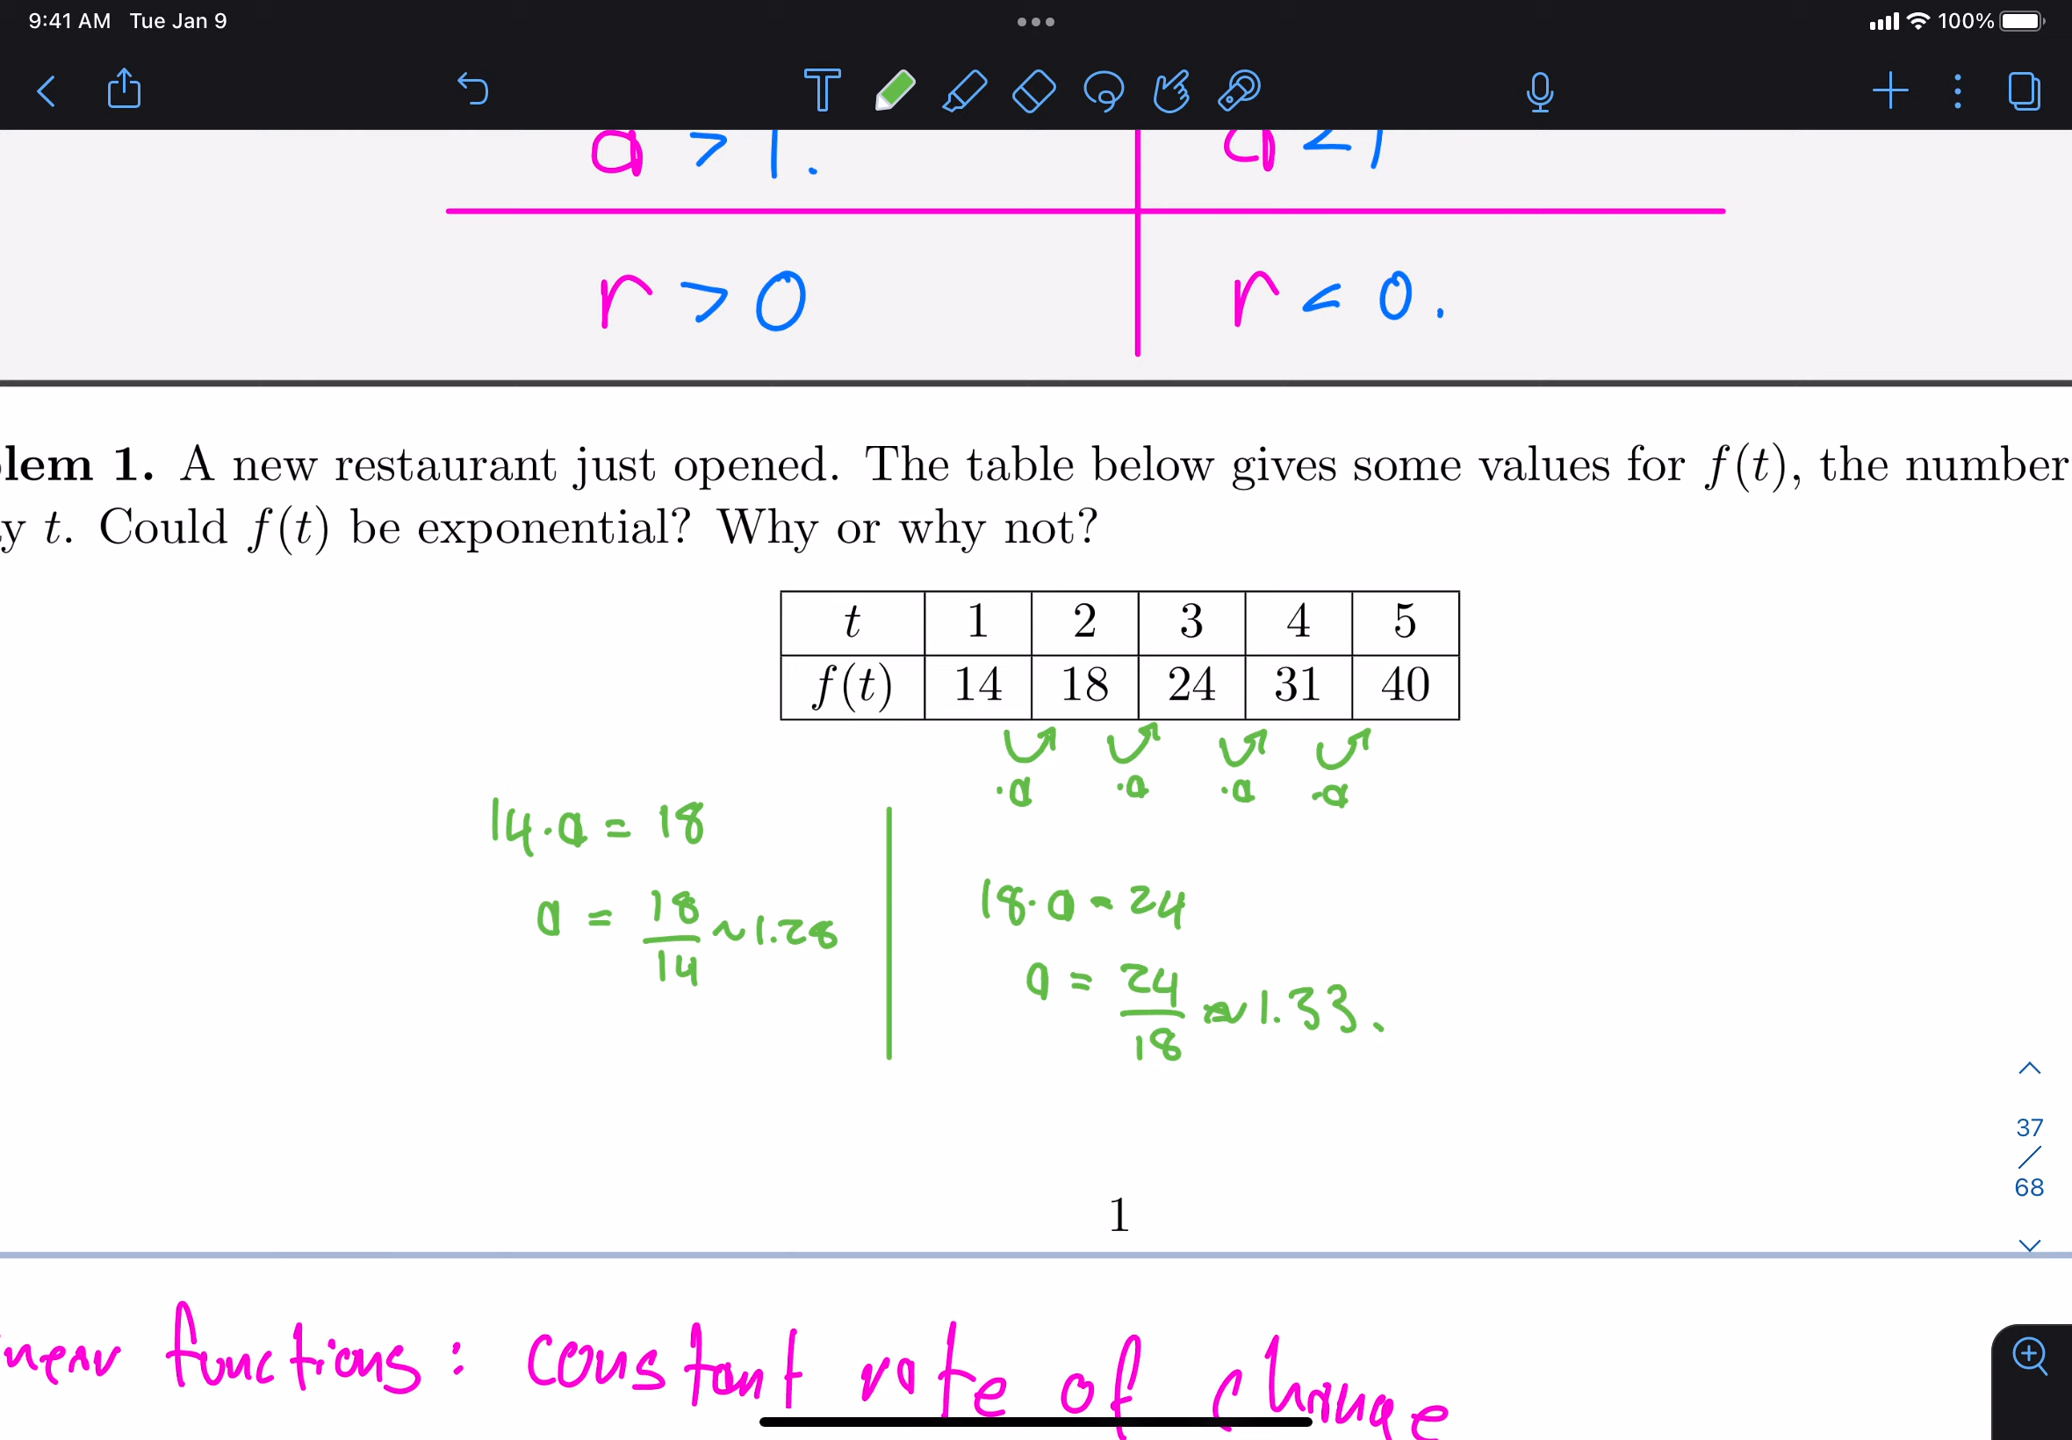 9:41 AM Tue Jan 9
100%
a > 1.
a < 1
r > 0
r < 0.
lem 1. A new restaurant just opened. The table below gives some values for f(t), the number
y t. Could f(t) be exponential? Why or why not?
t 1 2 3 4 5
f(t) 14 18 24 31 40
·a ·a ·a ·a
14·a = 18
a = 18/14 ~1.28
18·a = 24
a = 24/18 ≈1.33.
37
/
68
1
near functions: constant rate of change